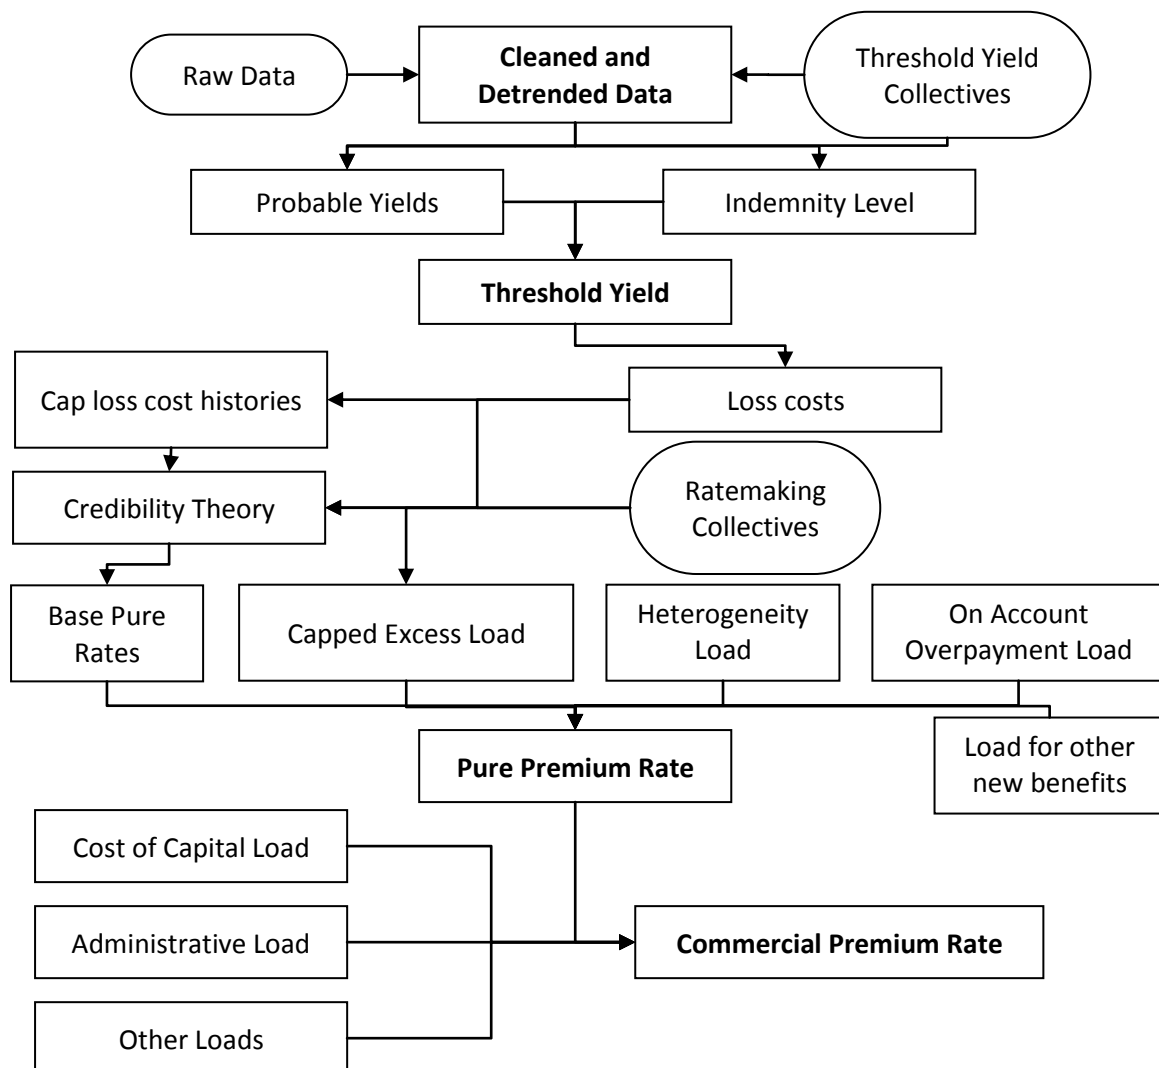 Raw Data
Cleaned and
Detrended Data
Threshold Yield
Collectives
Probable Yields
Indemnity Level
Threshold Yield
Cap loss cost histories
Loss costs
Credibility Theory
Ratemaking
Collectives
Base Pure
Rates
Capped Excess Load
Heterogeneity
Load
On Account
Overpayment Load
Pure Premium Rate
Load for other
new benefits
Cost of Capital Load
Administrative Load
Commercial Premium Rate
Other Loads